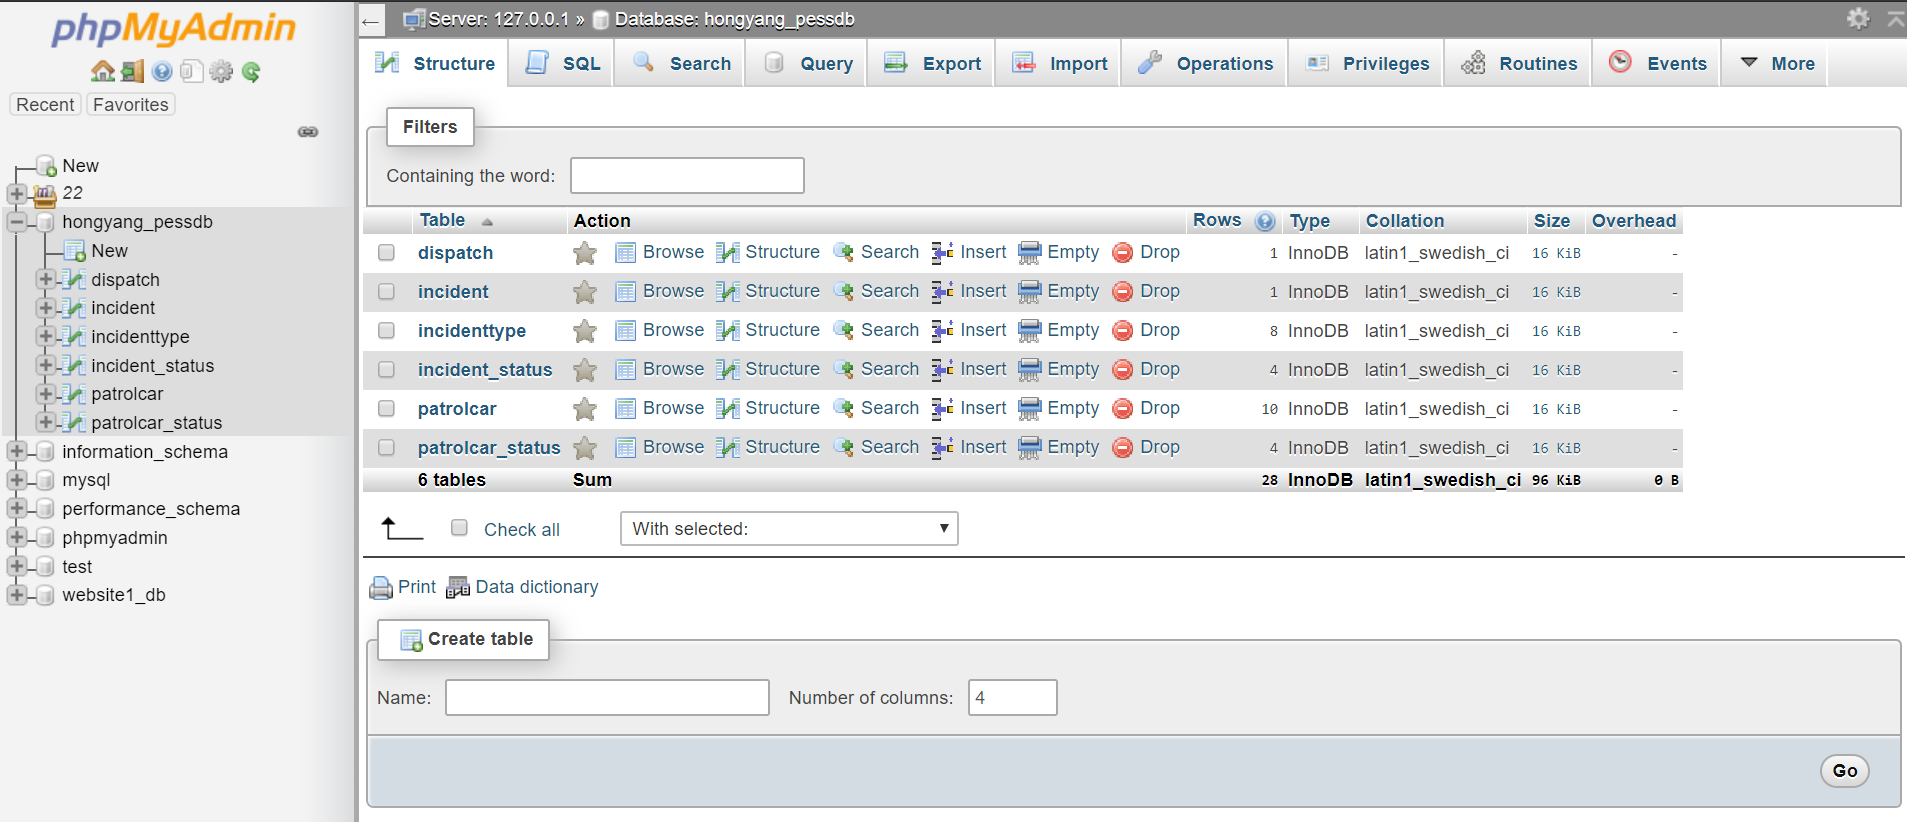 phpMyAdmin
Recent Favorites
New
22
hongyang_pessdb
New
dispatch
incident
incidenttype
incident_status
patrolcar
patrolcar_status
information_schema
mysql
performance_schema
phpmyadmin
test
website1_db
← Server: 127.0.0.1 » Database: hongyang_pessdb
Structure SQL Search Query Export Import Operations Privileges Routines Events More
Filters
Containing the word:
Table Action Rows Type Collation Size Overhead
dispatch Browse Structure Search Insert Empty Drop 1 InnoDB latin1_swedish_ci 16 KiB -
incident Browse Structure Search Insert Empty Drop 1 InnoDB latin1_swedish_ci 16 KiB -
incidenttype Browse Structure Search Insert Empty Drop 8 InnoDB latin1_swedish_ci 16 KiB -
incident_status Browse Structure Search Insert Empty Drop 4 InnoDB latin1_swedish_ci 16 KiB -
patrolcar Browse Structure Search Insert Empty Drop 10 InnoDB latin1_swedish_ci 16 KiB -
patrolcar_status Browse Structure Search Insert Empty Drop 4 InnoDB latin1_swedish_ci 16 KiB -
6 tables Sum 28 InnoDB latin1_swedish_ci 96 KiB 0 B
Check all With selected:
Print Data dictionary
Create table
Name: Number of columns: 4
Go